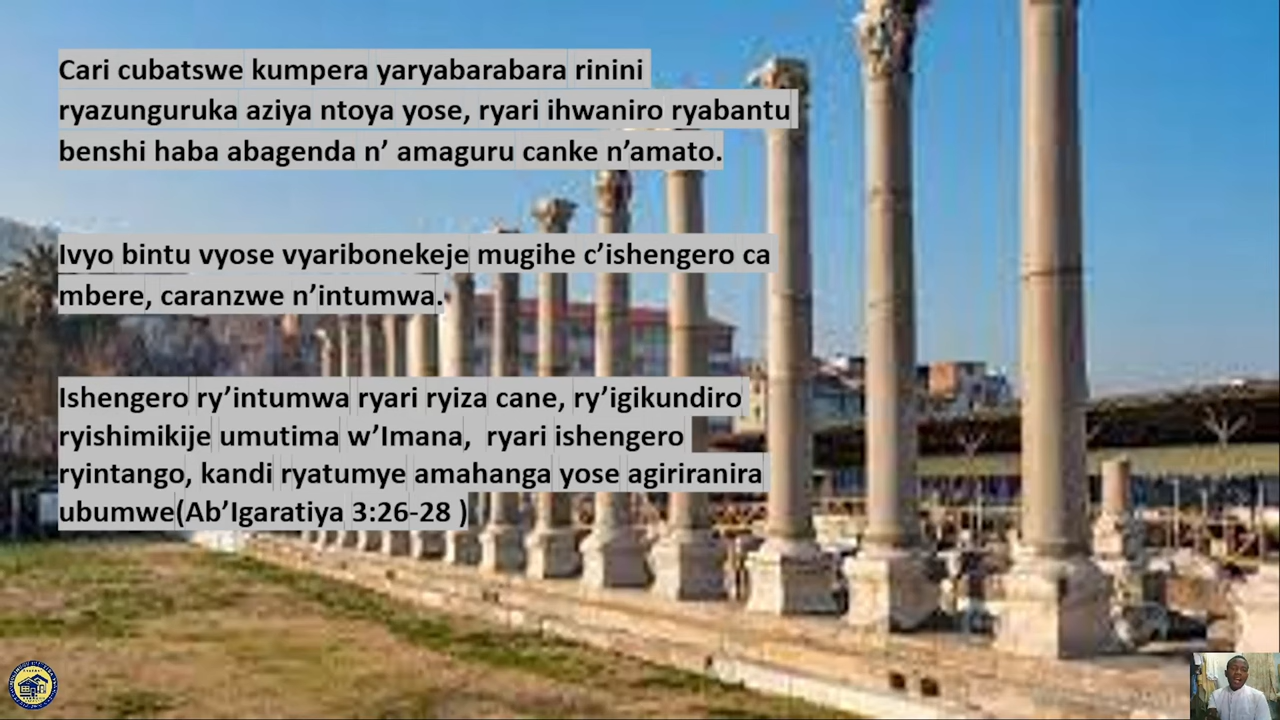 Cari cubatswe kumpera yaryabarabara rinini
ryazunguruka aziya ntoya yose, ryari ihwaniro ryabantu
benshi haba abagenda n’ amaguru canke n’amato.
Ivyo bintu vyose vyaribonekeje mugihe c’ishengero ca
mbere, caranzwe n’intumwa.
Ishengero ry’intumwa ryari ryiza cane, ry’igikundiro
ryishimikije umutima w’Imana,  ryari ishengero
ryintango, kandi ryatumye amahanga yose agiriranira
ubumwe(Ab’Igaratiya 3:26-28 )